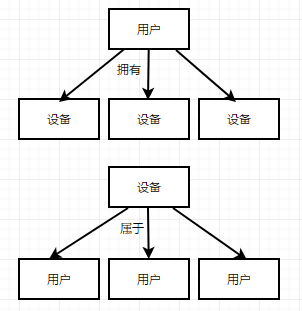 用户
拥有
设备 设备 设备
设备
属于
用户 用户 用户